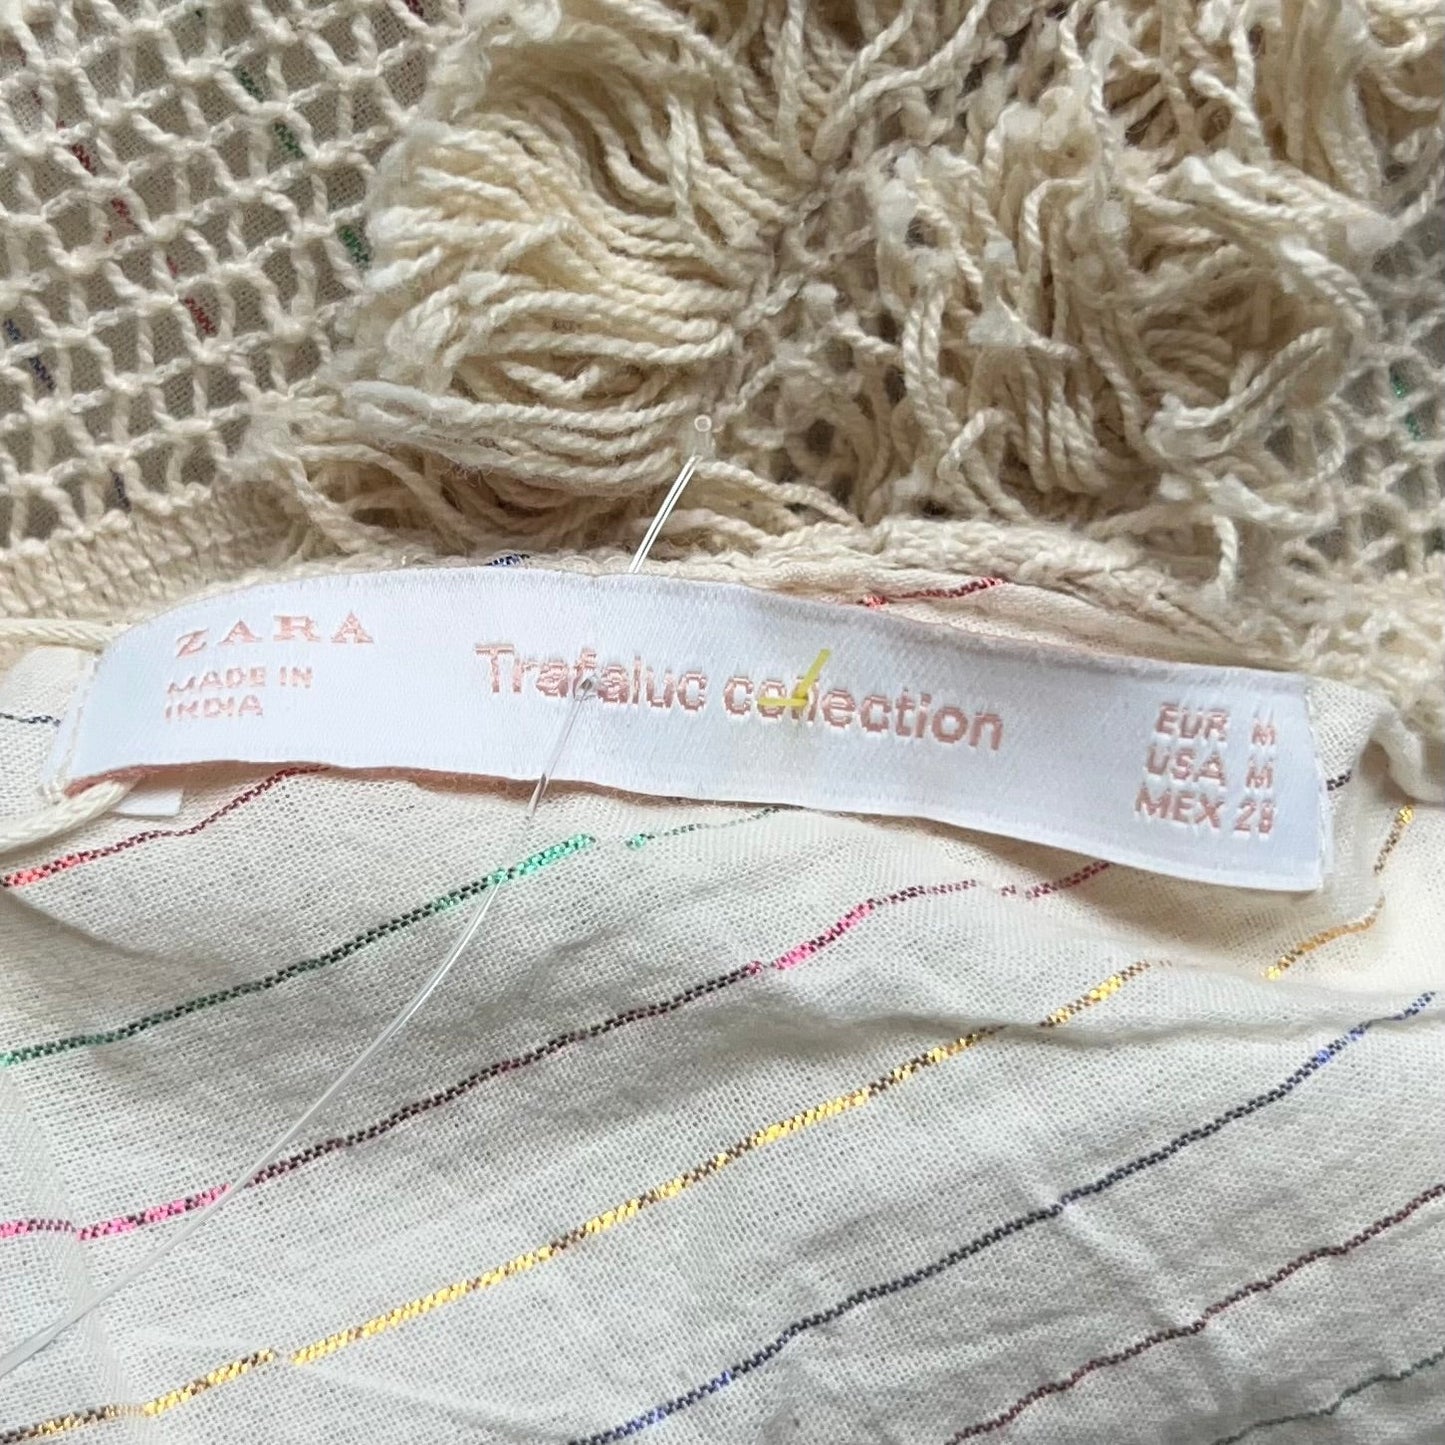 ZARA
MADE IN
INDIA
Trafaluc collection
EUR M
USA M
MEX 28